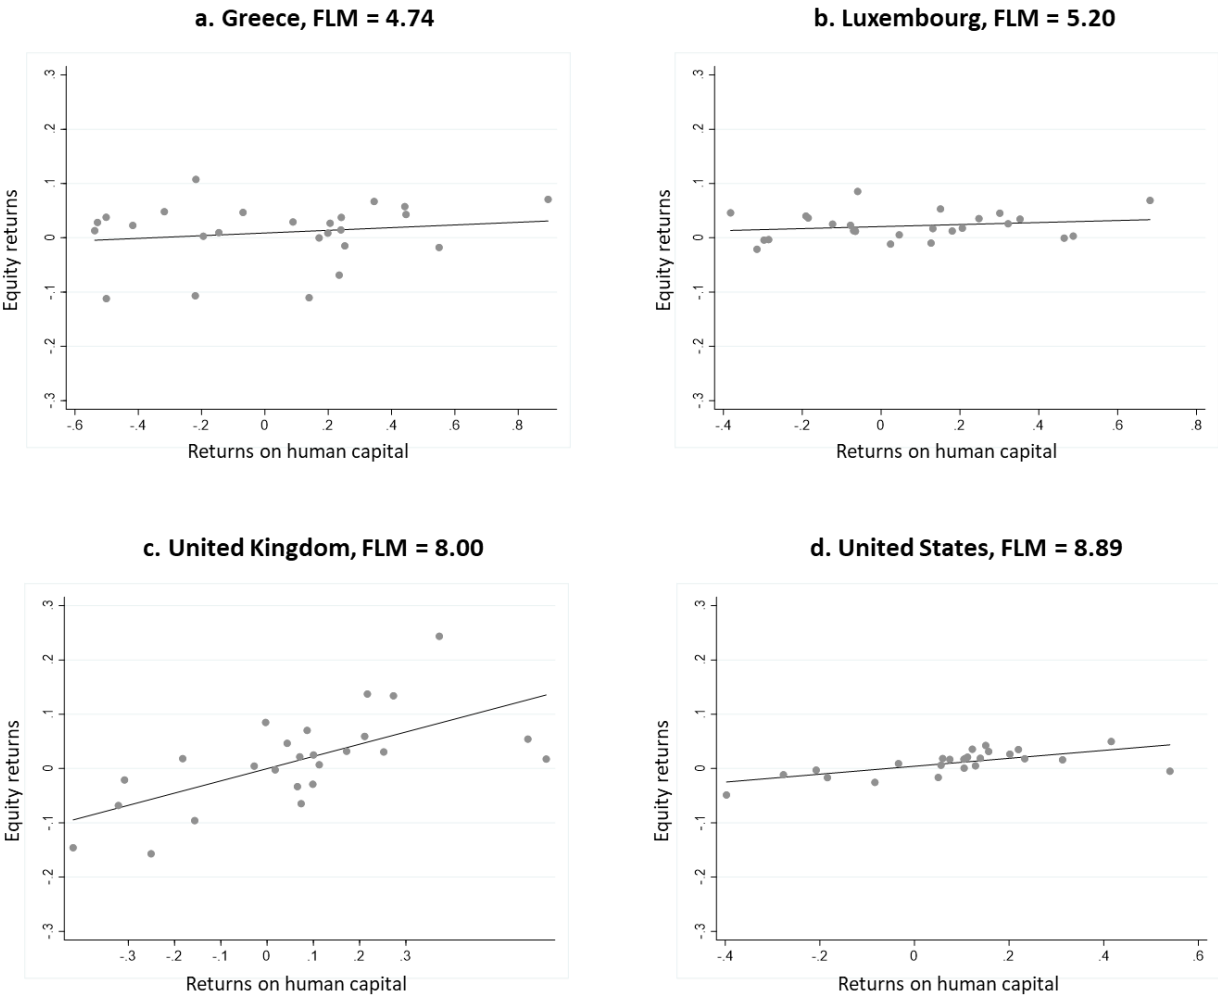 a. Greece, FLM = 4.74
Equity returns
.3
.2
.1
0
-.1
-.2
-.3
-.6 -.4 -.2 0 .2 .4 .6 .8
Returns on human capital
b. Luxembourg, FLM = 5.20
Equity returns
.3
.2
.1
0
-.1
-.2
-.3
-.4 -.2 0 .2 .4 .6 .8
Returns on human capital
c. United Kingdom, FLM = 8.00
Equity returns
.3
.2
.1
0
-.1
-.2
-.3
-.3 -.2 -.1 0 .1 .2 .3
Returns on human capital
d. United States, FLM = 8.89
Equity returns
.3
.2
.1
0
-.1
-.2
-.3
-.4 -.2 0 .2 .4 .6
Returns on human capital